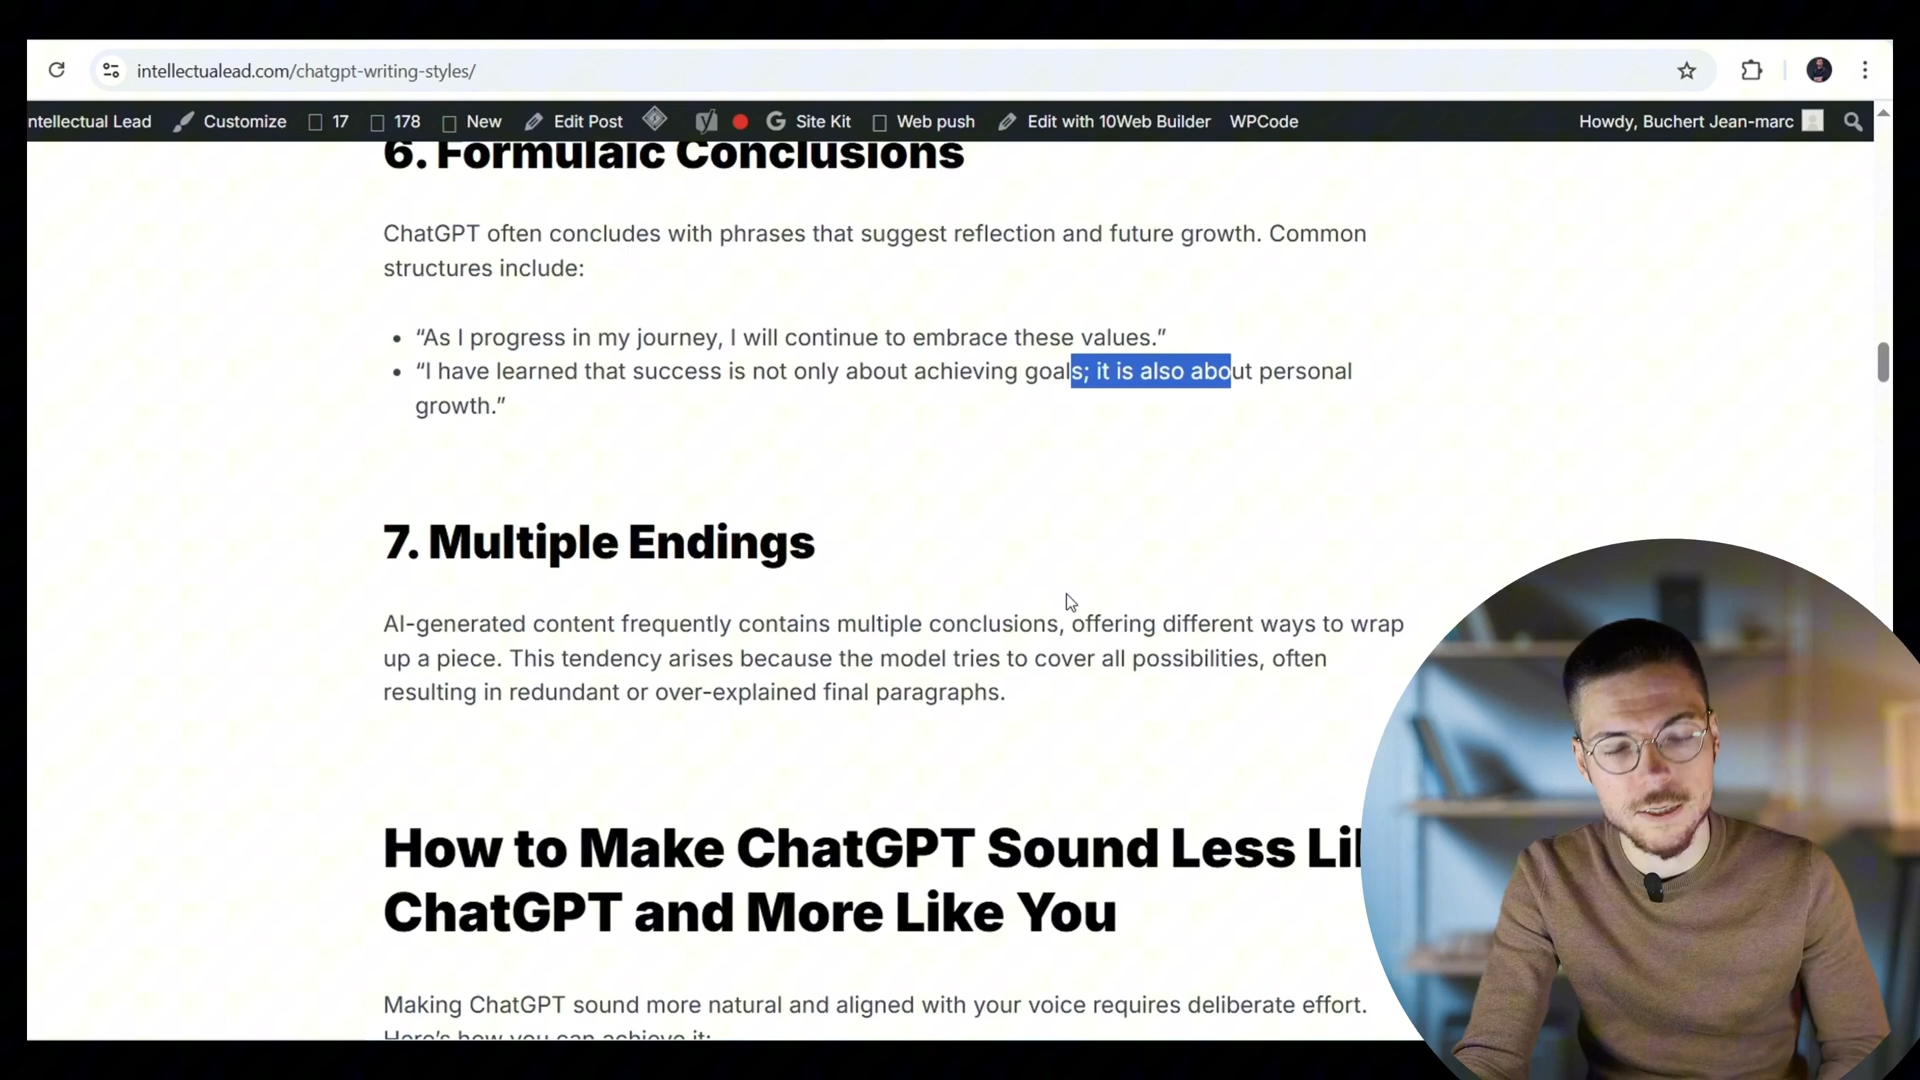 intellectualead.com/chatgpt-writing-styles/
ntellectual Lead Customize 17 178 New Edit Post Site Kit Web push Edit with 10Web Builder WPCode Howdy, Buchert Jean-marc
6. Formulaic Conclusions
ChatGPT often concludes with phrases that suggest reflection and future growth. Common
structures include:
• “As I progress in my journey, I will continue to embrace these values.”
• “I have learned that success is not only about achieving goals; it is also about personal
growth.”
7. Multiple Endings
AI-generated content frequently contains multiple conclusions, offering different ways to wrap
up a piece. This tendency arises because the model tries to cover all possibilities, often
resulting in redundant or over-explained final paragraphs.
How to Make ChatGPT Sound Less Li
ChatGPT and More Like You
Making ChatGPT sound more natural and aligned with your voice requires deliberate effort.
Here’s how you can achieve it: